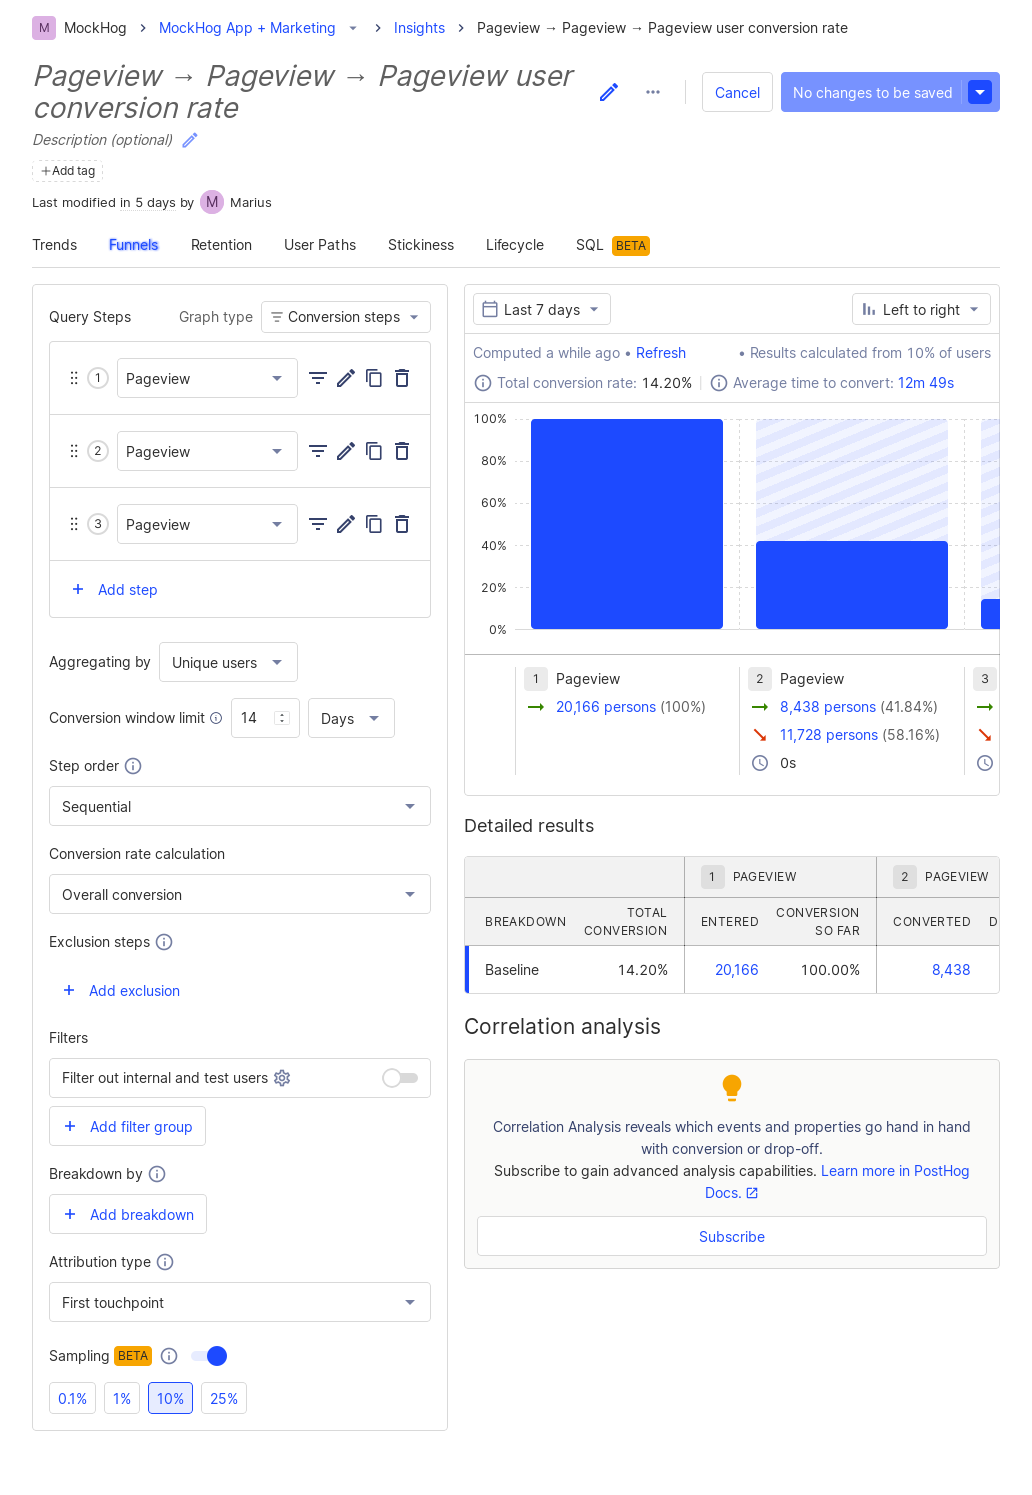 M MockHog MockHog App + Marketing Insights Pageview → Pageview → Pageview user conversion rate
Pageview → Pageview → Pageview user
conversion rate
Cancel
No changes to be saved
Description (optional)
Add tag
Last modified in 5 days by M Marius
Trends Funnels Retention User Paths Stickiness Lifecycle SQL BETA
Query Steps Graph type Conversion steps
1 Pageview
2 Pageview
3 Pageview
Add step
Aggregating by Unique users
Conversion window limit 14 Days
Step order
Sequential
Conversion rate calculation
Overall conversion
Exclusion steps
Add exclusion
Filters
Filter out internal and test users
Add filter group
Breakdown by
Add breakdown
Attribution type
First touchpoint
Sampling BETA
0.1% 1% 10% 25%
Last 7 days Left to right
Computed a while ago • Refresh • Results calculated from 10% of users
Total conversion rate: 14.20% Average time to convert: 12m 49s
100%
80%
60%
40%
20%
0%
1 Pageview
20,166 persons (100%)
2 Pageview
8,438 persons (41.84%)
11,728 persons (58.16%)
0s
3
Detailed results
1 PAGEVIEW 2 PAGEVIEW
BREAKDOWN TOTAL CONVERSION ENTERED CONVERSION SO FAR CONVERTED D
Baseline 14.20% 20,166 100.00% 8,438
Correlation analysis
Correlation Analysis reveals which events and properties go hand in hand
with conversion or drop-off.
Subscribe to gain advanced analysis capabilities. Learn more in PostHog
Docs.
Subscribe